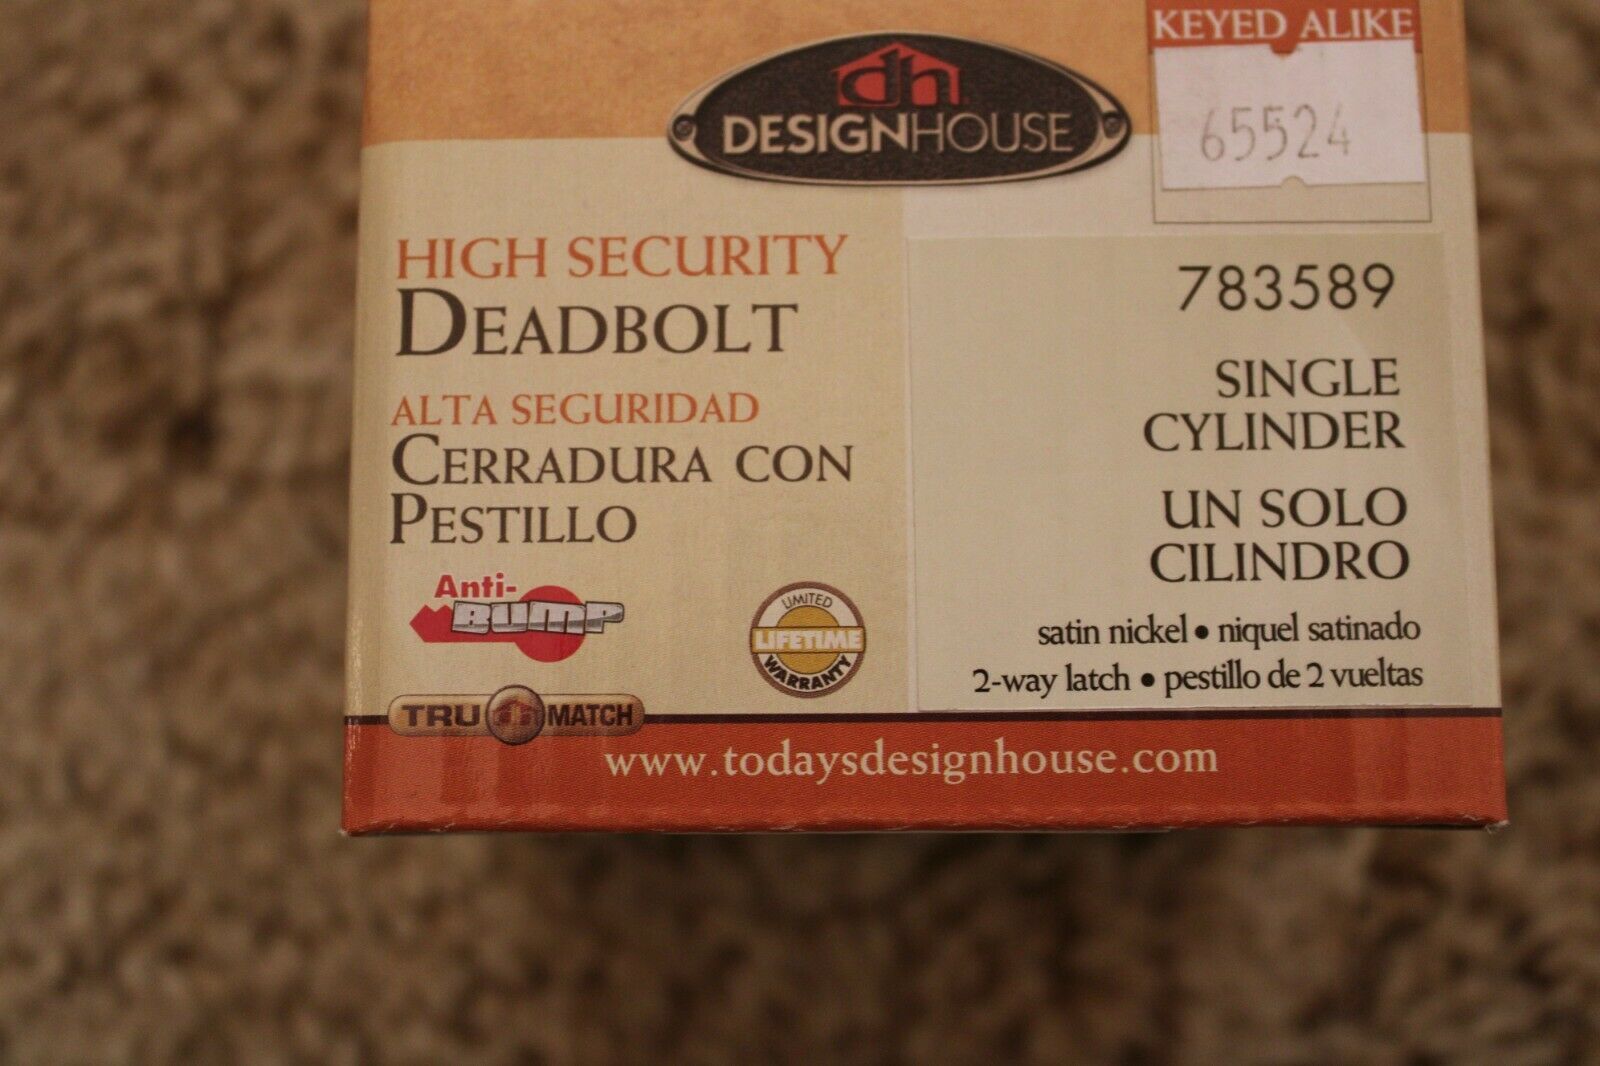 KEYED ALIKE
65524
dh
DESIGNHOUSE
HIGH SECURITY
DEADBOLT
ALTA SEGURIDAD
CERRADURA CON
PESTILLO
Anti-
BUMP
LIMITED
LIFETIME
WARRANTY
TRU MATCH
783589
SINGLE
CYLINDER
UN SOLO
CILINDRO
satin nickel • niquel satinado
2-way latch • pestillo de 2 vueltas
www.todaysdesignhouse.com